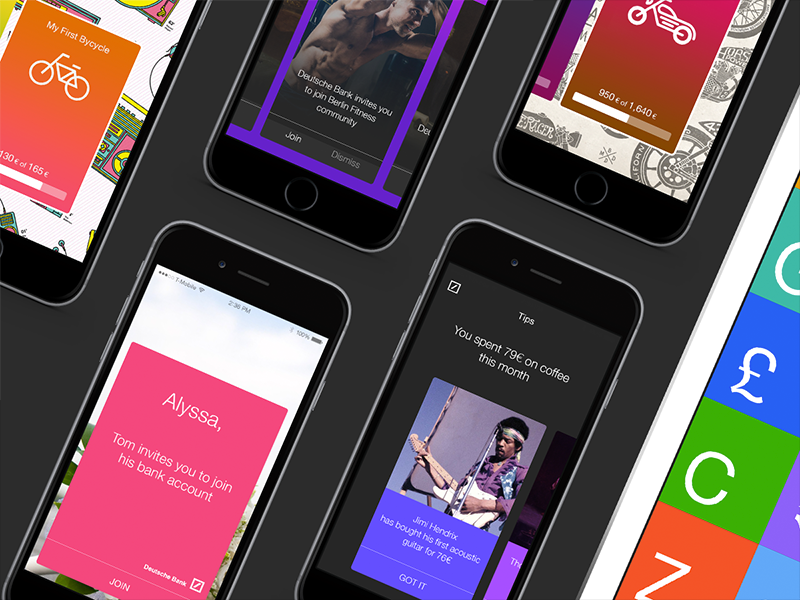 My First Bycycle
130 € of 165 €
Deutsche Bank invites you
to join Berlin Fitness
community
Join
Dismiss
De
950 € of 1,640 €
T-Mobile
2:36 PM
100%
Alyssa,
Tom invites you to join
his bank account
Deutsche Bank
JOIN
Tips
You spent 79€ on coffee
this month
Jimi Hendrix
has bought his first acoustic
guitar for 76€
GOT IT
Th
£
C
Z